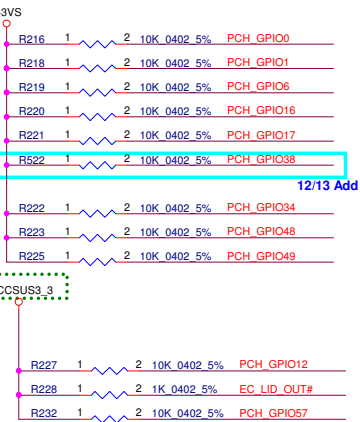 3VS
R216 1 2 10K_0402_5% PCH_GPIO0
R218 1 2 10K_0402_5% PCH_GPIO1
R219 1 2 10K_0402_5% PCH_GPIO6
R220 1 2 10K_0402_5% PCH_GPIO16
R221 1 2 10K_0402_5% PCH_GPIO17
R522 1 2 10K_0402_5% PCH_GPIO38
12/13 Add
R222 1 2 10K_0402_5% PCH_GPIO34
R223 1 2 10K_0402_5% PCH_GPIO48
R225 1 2 10K_0402_5% PCH_GPIO49
CCSUS3_3
R227 1 2 10K_0402_5% PCH_GPIO12
R228 1 2 1K_0402_5% EC_LID_OUT#
R232 1 2 10K_0402_5% PCH_GPIO57